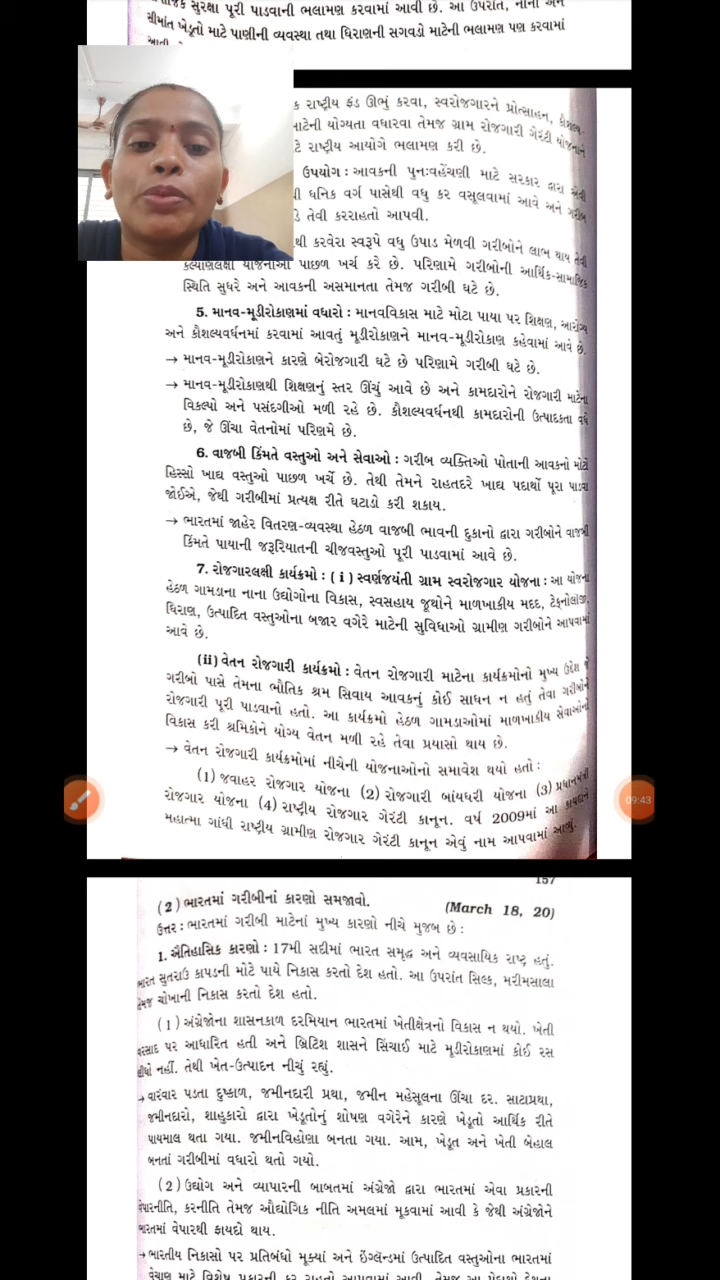 સુરક્ષા પૂરી પાડવાની ભલામણ કરવામાં આવી છે. આ ઉપરાંત, નાના અને
સીમાંત ખેડૂતો માટે પાણીની વ્યવસ્થા તથા ધિરાણની સગવડો માટેની ભલામણ પણ કરવામાં
રાષ્ટ્રીય ફંડ ઊભું કરવા, સ્વરોજગારને પ્રોત્સાહન, કૌશલ્ય-
માટેની યોગ્યતા વધારવા તેમજ ગ્રામ રોજગારી ગેરંટી યોજનાને
રાષ્ટ્રીય આયોગે ભલામણ કરી છે.
ઉપયોગ : આવકની પુનઃવહેંચણી માટે સરકાર દ્વારા એવી
ધનિક વર્ગ પાસેથી વધુ કર વસૂલવામાં આવે અને ગરીબ
તેવી કરરાહતો આપવી.
કરવેરા સ્વરૂપે વધુ ઉપાડ મેળવી ગરીબોને લાભ થાય તેવી
કલ્યાણલક્ષી યોજનાઓ પાછળ ખર્ચ કરે છે. પરિણામે ગરીબોની આર્થિક-સામાજિક
સ્થિતિ સુધરે અને આવકની અસમાનતા તેમજ ગરીબી ઘટે છે.
5. માનવ-મૂડીરોકાણમાં વધારો : માનવવિકાસ માટે મોટા પાયા પર શિક્ષણ, આરોગ્ય
અને કૌશલ્યવર્ધનમાં કરવામાં આવતું મૂડીરોકાણને માનવ-મૂડીરોકાણ કહેવામાં આવે છે.
→ માનવ-મૂડીરોકાણને કારણે બેરોજગારી ઘટે છે પરિણામે ગરીબી ઘટે છે.
→ માનવ-મૂડીરોકાણથી શિક્ષણનું સ્તર ઊંચું આવે છે અને કામદારોને રોજગારી માટેના
વિકલ્પો અને પસંદગીઓ મળી રહે છે. કૌશલ્યવર્ધનથી કામદારોની ઉત્પાદકતા વધે
છે, જે ઊંચા વેતનોમાં પરિણમે છે.
6. વાજબી કિંમતે વસ્તુઓ અને સેવાઓ : ગરીબ વ્યક્તિઓ પોતાની આવકનો મોટો
હિસ્સો ખાદ્ય વસ્તુઓ પાછળ ખર્ચે છે. તેથી તેમને રાહતદરે ખાદ્ય પદાર્થો પૂરા પાડવા
જોઈએ, જેથી ગરીબીમાં પ્રત્યક્ષ રીતે ઘટાડો કરી શકાય.
→ ભારતમાં જાહેર વિતરણ-વ્યવસ્થા હેઠળ વાજબી ભાવની દુકાનો દ્વારા ગરીબોને વાજબી
કિંમતે પાયાની જરૂરિયાતની ચીજવસ્તુઓ પૂરી પાડવામાં આવે છે.
7. રોજગારલક્ષી કાર્યક્રમો : ( i ) સ્વર્ણજયંતી ગ્રામ સ્વરોજગાર યોજના : આ યોજના
હેઠળ ગામડાના નાના ઉદ્યોગોના વિકાસ, સ્વસહાય જૂથોને માળખાકીય મદદ, ટેક્નોલૉજી,
ધિરાણ, ઉત્પાદિત વસ્તુઓના બજાર વગેરે માટેની સુવિધાઓ ગ્રામીણ ગરીબોને આપવામાં
આવે છે.
(ii) વેતન રોજગારી કાર્યક્રમો : વેતન રોજગારી માટેના કાર્યક્રમોનો મુખ્ય ઉદ્દેશ જે
ગરીબો પાસે તેમના ભૌતિક શ્રમ સિવાય આવકનું કોઈ સાધન ન હતું તેવા ગરીબોને
રોજગારી પૂરી પાડવાનો હતો. આ કાર્યક્રમો હેઠળ ગામડાઓમાં માળખાકીય સેવાઓનો
વિકાસ કરી શ્રમિકોને યોગ્ય વેતન મળી રહે તેવા પ્રયાસો થાય છે.
→ વેતન રોજગારી કાર્યક્રમોમાં નીચેની યોજનાઓનો સમાવેશ થયો હતો :
(1) જવાહર રોજગાર યોજના (2) રોજગારી બાંયધરી યોજના (3) પ્રધાનમંત્રી
રોજગાર યોજના (4) રાષ્ટ્રીય રોજગાર ગેરંટી કાનૂન. વર્ષ 2009માં આ કાયદાને
મહાત્મા ગાંધી રાષ્ટ્રીય ગ્રામીણ રોજગાર ગેરંટી કાનૂન એવું નામ આપવામાં આવ્યું.
09:43
157
(2) ભારતમાં ગરીબીનાં કારણો સમજાવો. (March 18, 20)
ઉત્તર : ભારતમાં ગરીબી માટેનાં મુખ્ય કારણો નીચે મુજબ છે :
1. ઐતિહાસિક કારણો : 17મી સદીમાં ભારત સમૃદ્ધ અને વ્યવસાયિક રાષ્ટ્ર હતું.
ભારત સુતરાઉ કાપડની મોટે પાયે નિકાસ કરતો દેશ હતો. આ ઉપરાંત સિલ્ક, મરીમસાલા
તેમજ ચોખાની નિકાસ કરતો દેશ હતો.
(1) અંગ્રેજોના શાસનકાળ દરમિયાન ભારતમાં ખેતીક્ષેત્રનો વિકાસ ન થયો. ખેતી
વરસાદ પર આધારિત હતી અને બ્રિટિશ શાસને સિંચાઈ માટે મૂડીરોકાણમાં કોઈ રસ
લીધો નહીં. તેથી ખેત-ઉત્પાદન નીચું રહ્યું.
→ વારંવાર પડતા દુષ્કાળ, જમીનદારી પ્રથા, જમીન મહેસૂલના ઊંચા દર. સાટાપ્રથા,
જમીનદારો, શાહુકારો દ્વારા ખેડૂતોનું શોષણ વગેરેને કારણે ખેડૂતો આર્થિક રીતે
પાયમાલ થતા ગયા. જમીનવિહોણા બનતા ગયા. આમ, ખેડૂત અને ખેતી બેહાલ
બનતાં ગરીબીમાં વધારો થતો ગયો.
(2) ઉદ્યોગ અને વ્યાપારની બાબતમાં અંગ્રેજો દ્વારા ભારતમાં એવા પ્રકારની
વેપારનીતિ, કરનીતિ તેમજ ઔદ્યોગિક નીતિ અમલમાં મૂકવામાં આવી કે જેથી અંગ્રેજોને
ભારતમાં વેપારથી ફાયદો થાય.
→ ભારતીય નિકાસો પર પ્રતિબંધો મૂક્યાં અને ઇંગ્લૅન્ડમાં ઉત્પાદિત વસ્તુઓના ભારતમાં
વેચાણ માટે વિશેષ પ્રકારની કર રાહતો આપવામાં આવી. તેમજ આ